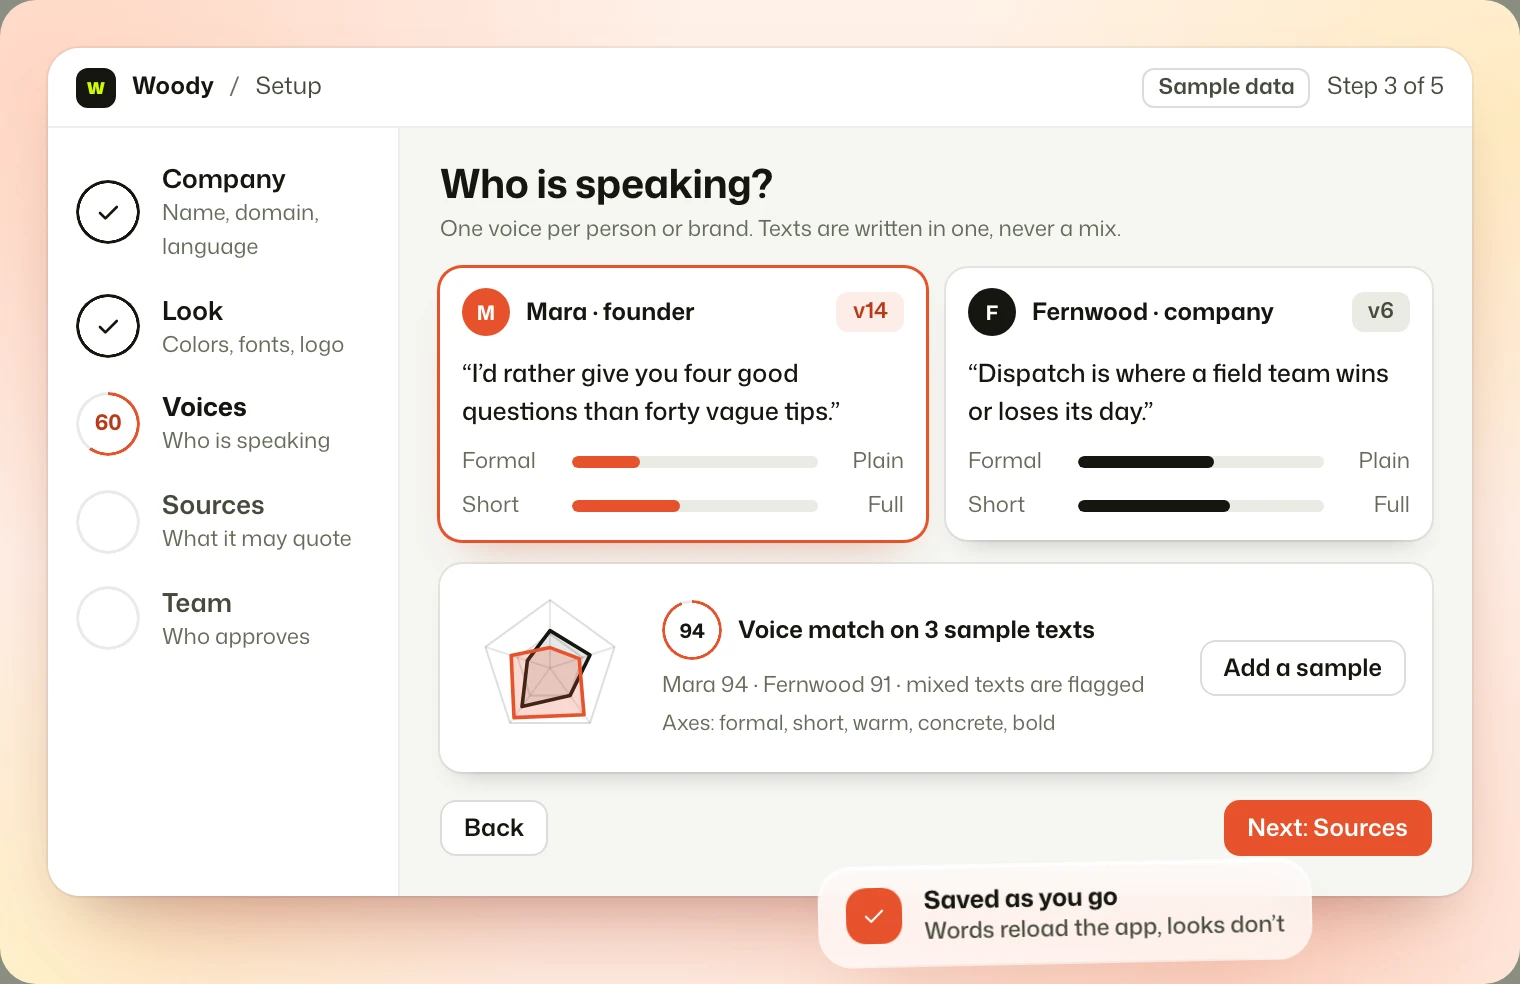 w
Woody / Setup
Sample data
Step 3 of 5
Company
Name, domain,
language
Look
Colors, fonts, logo
60
Voices
Who is speaking
Sources
What it may quote
Team
Who approves
Who is speaking?
One voice per person or brand. Texts are written in one, never a mix.
M
Mara · founder
v14
“I’d rather give you four good
questions than forty vague tips.”
Formal Plain
Short Full
F
Fernwood · company
v6
“Dispatch is where a field team wins
or loses its day.”
Formal Plain
Short Full
94
Voice match on 3 sample texts
Mara 94 · Fernwood 91 · mixed texts are flagged
Axes: formal, short, warm, concrete, bold
Add a sample
Back
Next: Sources
Saved as you go
Words reload the app, looks don’t